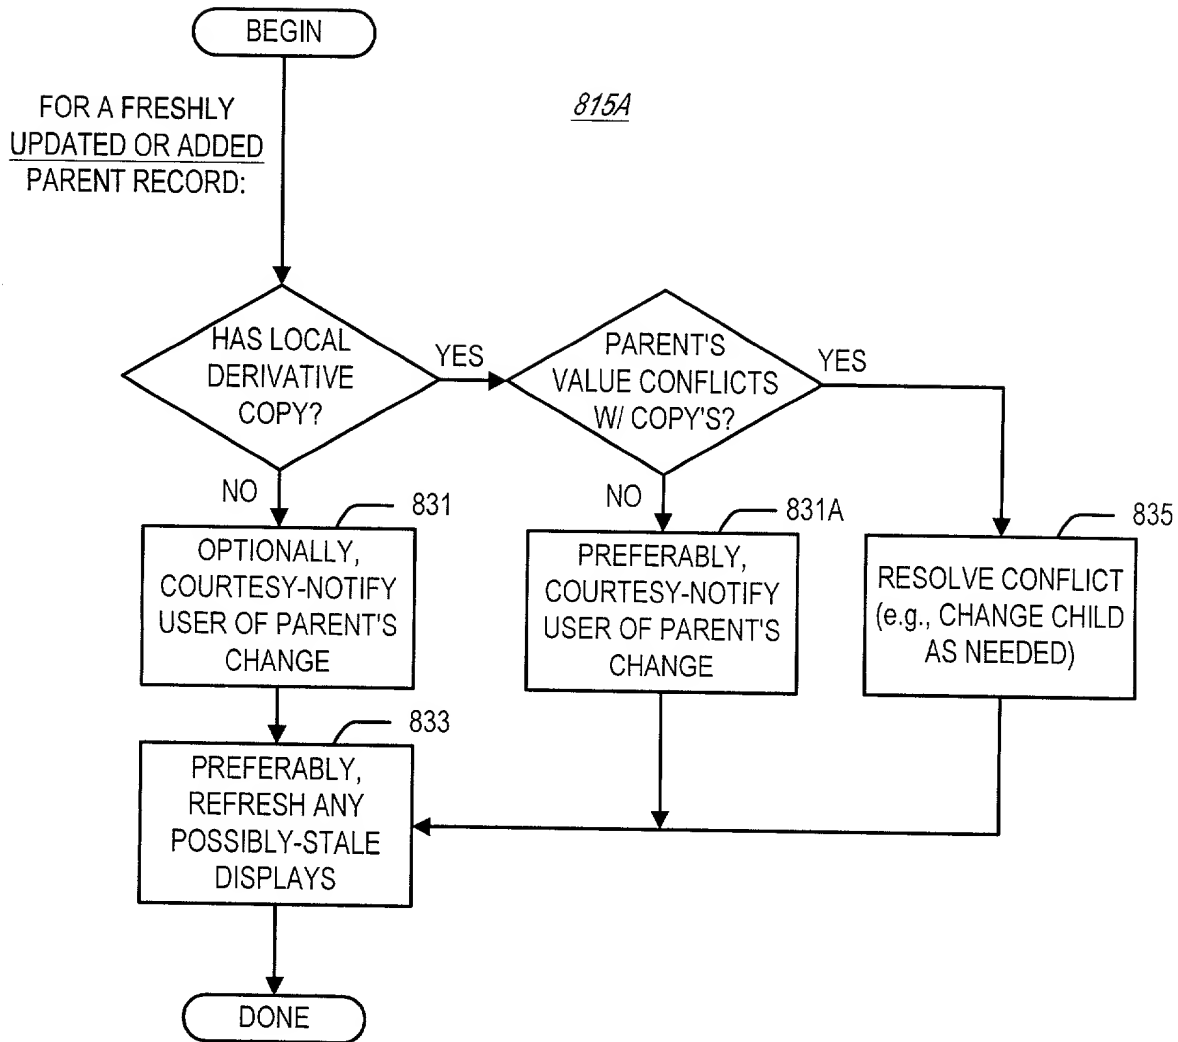 BEGIN
815A
FOR A FRESHLY
UPDATED OR ADDED
PARENT RECORD:
HAS LOCAL
DERIVATIVE
COPY?
YES
PARENT'S
VALUE CONFLICTS
W/ COPY'S?
YES
NO
831
OPTIONALLY,
COURTESY-NOTIFY
USER OF PARENT'S
CHANGE
NO
831A
PREFERABLY,
COURTESY-NOTIFY
USER OF PARENT'S
CHANGE
835
RESOLVE CONFLICT
(e.g., CHANGE CHILD
AS NEEDED)
833
PREFERABLY,
REFRESH ANY
POSSIBLY-STALE
DISPLAYS
DONE